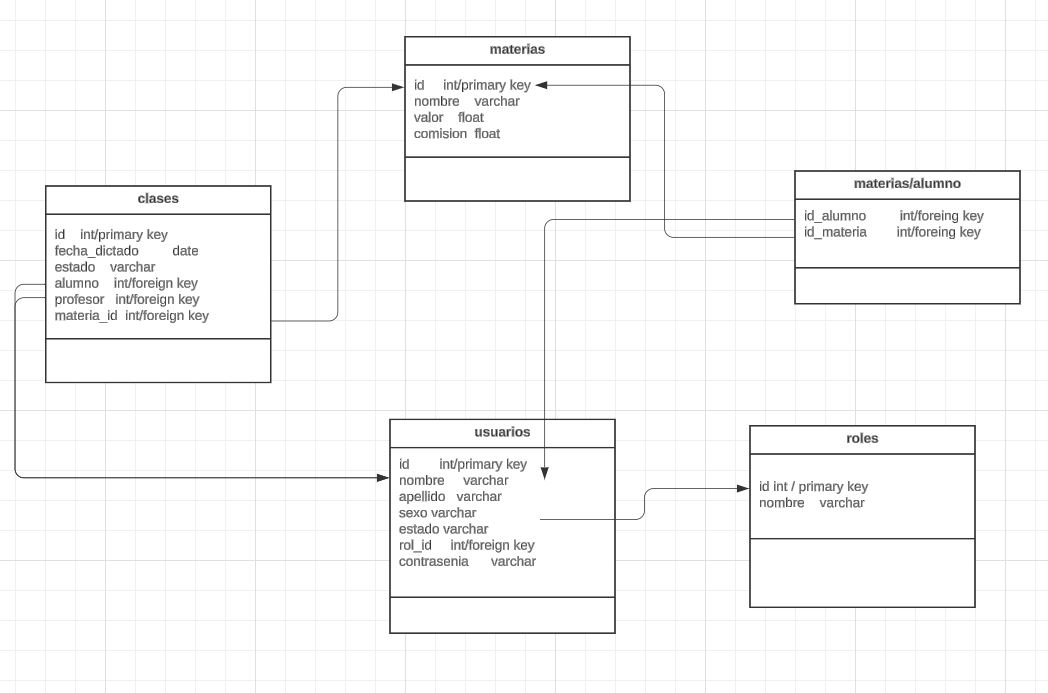 materias
id int/primary key
nombre varchar
valor float
comision float
clases
id int/primary key
fecha_dictado date
estado varchar
alumno int/foreign key
profesor int/foreign key
materia_id int/foreign key
materias/alumno
id_alumno int/foreing key
id_materia int/foreing key
usuarios
id int/primary key
nombre varchar
apellido varchar
sexo varchar
estado varchar
rol_id int/foreign key
contrasenia varchar
roles
id int / primary key
nombre varchar